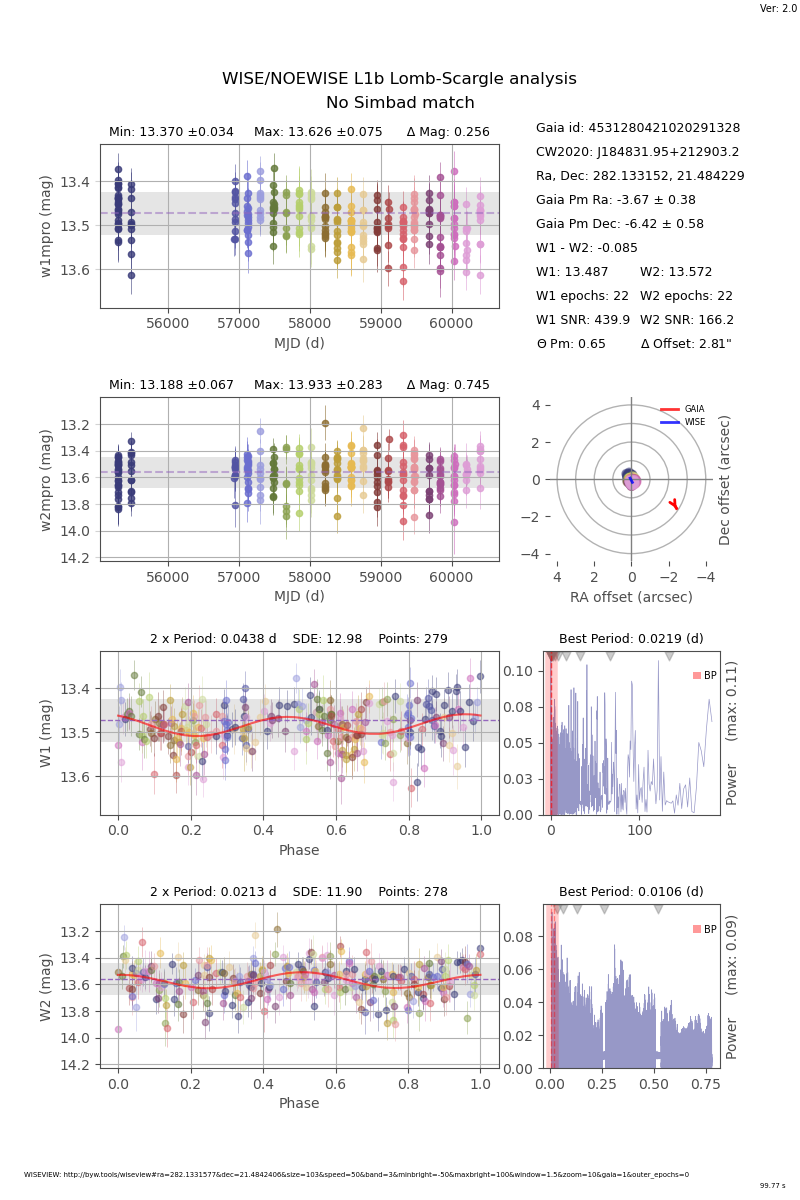 Ver: 2.0
WISE/NOEWISE L1b Lomb-Scargle analysis
No Simbad match
Min: 13.370 ±0.034 Max: 13.626 ±0.075 Δ Mag: 0.256
13.4
13.5
13.6
w1mpro (mag)
56000 57000 58000 59000 60000
MJD (d)
Gaia id: 4531280421020291328
CW2020: J184831.95+212903.2
Ra, Dec: 282.133152, 21.484229
Gaia Pm Ra: -3.67 ± 0.38
Gaia Pm Dec: -6.42 ± 0.58
W1 - W2: -0.085
W1: 13.487 W2: 13.572
W1 epochs: 22 W2 epochs: 22
W1 SNR: 439.9 W2 SNR: 166.2
Θ Pm: 0.65 Δ Offset: 2.81"
Min: 13.188 ±0.067 Max: 13.933 ±0.283 Δ Mag: 0.745
13.2
13.4
13.6
13.8
14.0
14.2
w2mpro (mag)
56000 57000 58000 59000 60000
MJD (d)
GAIA
WISE
4
2
0
−2
−4
4 2 0 −2 −4
RA offset (arcsec)
Dec offset (arcsec)
2 x Period: 0.0438 d SDE: 12.98 Points: 279
13.4
13.5
13.6
W1 (mag)
0.0 0.2 0.4 0.6 0.8 1.0
Phase
Best Period: 0.0219 (d)
BP
0.10
0.08
0.05
0.03
0.00
0 100
Power (max: 0.11)
2 x Period: 0.0213 d SDE: 11.90 Points: 278
13.2
13.4
13.6
13.8
14.0
14.2
W2 (mag)
0.0 0.2 0.4 0.6 0.8 1.0
Phase
Best Period: 0.0106 (d)
BP
0.08
0.06
0.04
0.02
0.00
0.00 0.25 0.50 0.75
Power (max: 0.09)
WISEVIEW: http://byw.tools/wiseview#ra=282.1331577&dec=21.4842406&size=103&speed=50&band=3&minbright=-50&maxbright=100&window=1.5&zoom=10&gaia=1&outer_epochs=0
99.77 s